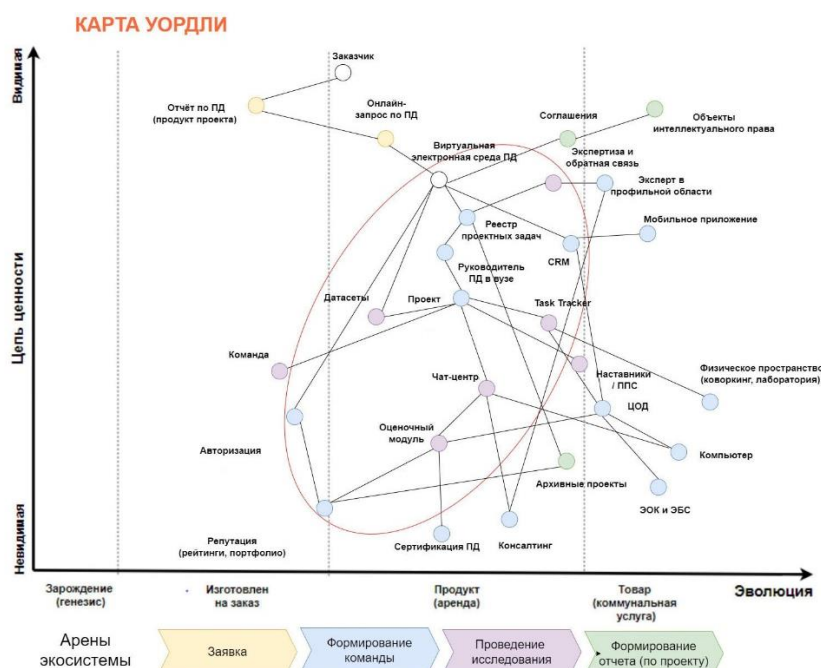 КАРТА УОРДЛИ
Видимая
Заказчик
Отчёт по ПД
(продукт проекта)
Онлайн-
запрос по ПД
Соглашения
Объекты
интеллектуального права
Виртуальная
электронная среда ПД
Экспертиза и
обратная связь
Эксперт в
профильной области
Реестр
проектных задач
Мобильное приложение
CRM
Руководитель
ПД в вузе
Цепь ценности
Датасеты
Проект
Task Tracker
Команда
Чат-центр
Наставники
/ ППС
Физическое пространство
(коворкинг, лаборатория)
ЦОД
Авторизация
Оценочный
модуль
Компьютер
Архивные проекты
ЭОК и ЭБС
Невидимая
Репутация
(рейтинги, портфолио)
Сертификация ПД
Консалтинг
Зарождение
(генезис)
Изготовлен
на заказ
Продукт
(аренда)
Товар
(коммунальная
услуга)
Эволюция
Арены
экосистемы
Заявка
Формирование
команды
Проведение
исследования
Формирование
отчета (по проекту)